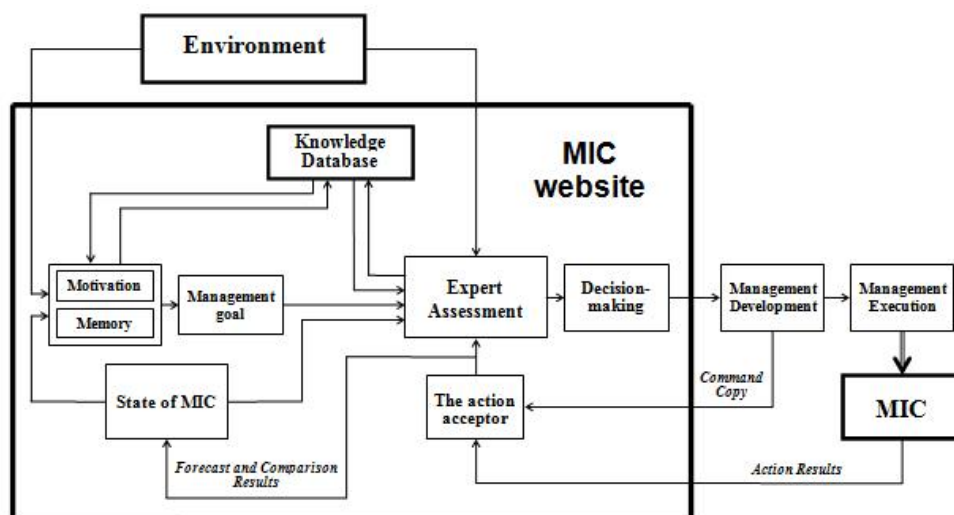 Environment
Knowledge
Database
MIC
website
Motivation
Memory
Management
goal
Expert
Assessment
Decision-
making
Management
Development
Management
Execution
State of MIC
The action
acceptor
Command
Copy
MIC
Forecast and Comparison
Results
Action Results